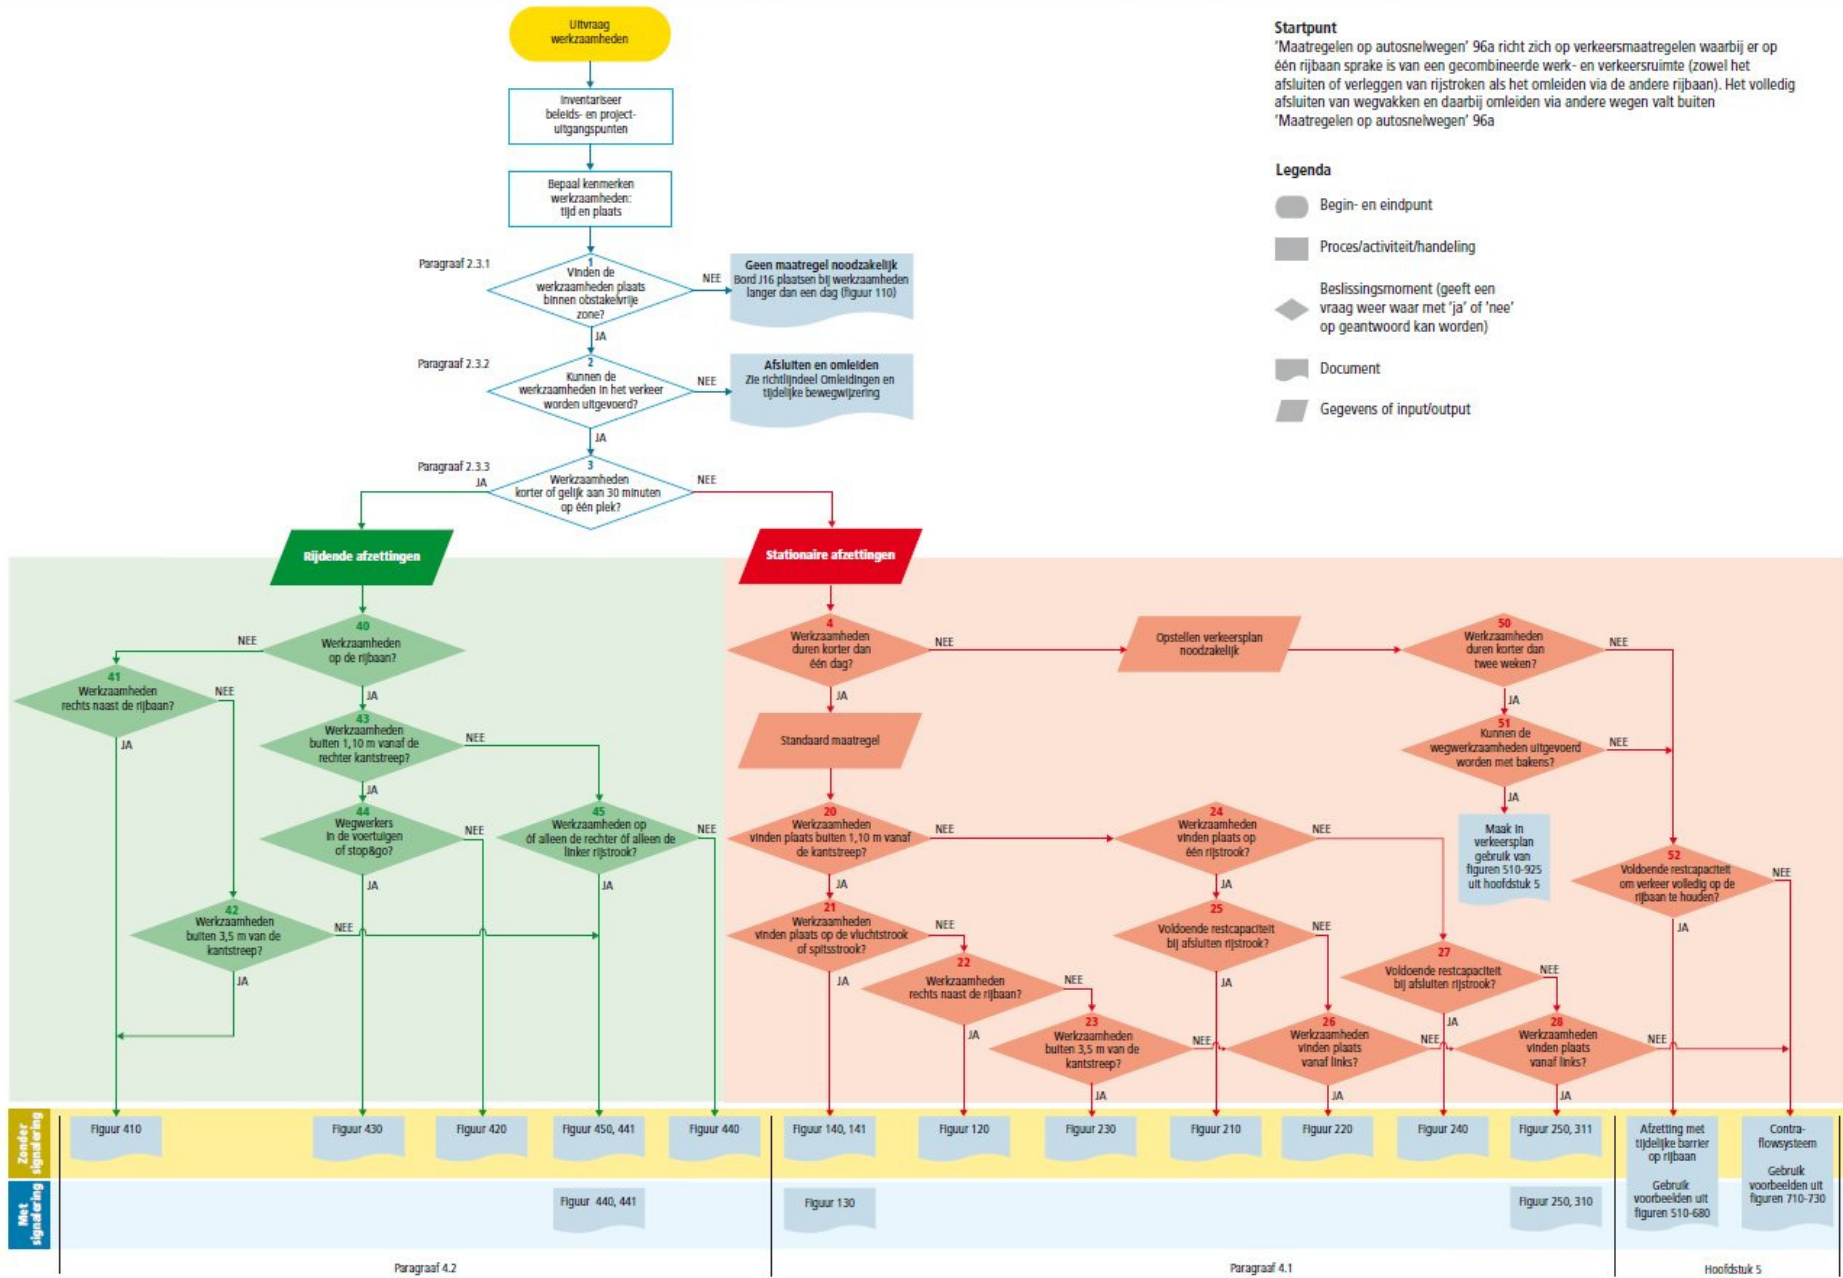 Uitvraag
werkzaamheden
Inventariseer
beleids- en project-
uitgangspunten
Bepaal kenmerken
werkzaamheden:
tijd en plaats
Paragraaf 2.3.1
1
Vinden de
werkzaamheden plaats
binnen obstakelvrije
zone?
NEE
JA
Geen maatregel noodzakelijk
Bord J16 plaatsen bij werkzaamheden
langer dan een dag (figuur 110)
Paragraaf 2.3.2
2
Kunnen de
werkzaamheden in het verkeer
worden uitgevoerd?
NEE
JA
Afsluiten en omleiden
Zie richtlijndeel Omleidingen en
tijdelijke bewegwijzering
Paragraaf 2.3.3
3
Werkzaamheden
korter of gelijk aan 30 minuten
op één plek?
JA
NEE
Startpunt
'Maatregelen op autosnelwegen' 96a richt zich op verkeersmaatregelen waarbij er op
één rijbaan sprake is van een gecombineerde werk- en verkeersruimte (zowel het
afsluiten of verleggen van rijstroken als het omleiden via de andere rijbaan). Het volledig
afsluiten van wegvakken en daarbij omleiden via andere wegen valt buiten
'Maatregelen op autosnelwegen' 96a
Legenda
Begin- en eindpunt
Proces/activiteit/handeling
Beslissingsmoment (geeft een
vraag weer waar met 'ja' of 'nee'
op geantwoord kan worden)
Document
Gegevens of input/output
Rijdende afzettingen
40
Werkzaamheden
op de rijbaan?
NEE
JA
41
Werkzaamheden
rechts naast de rijbaan?
NEE
JA
43
Werkzaamheden
buiten 1,10 m vanaf de
rechter kantstreep?
NEE
JA
44
Wegwerkers
in de voertuigen
of stop&go?
NEE
JA
45
Werkzaamheden op
óf alleen de rechter óf alleen de
linker rijstrook?
NEE
JA
42
Werkzaamheden
buiten 3,5 m van de
kantstreep?
NEE
JA
Stationaire afzettingen
4
Werkzaamheden
duren korter dan
één dag?
NEE
JA
Opstellen verkeersplan
noodzakelijk
50
Werkzaamheden
duren korter dan
twee weken?
NEE
JA
Standaard maatregel
51
Kunnen de
wegwerkzaamheden uitgevoerd
worden met bakens?
NEE
JA
Maak in
verkeersplan
gebruik van
figuren 510-925
uit hoofdstuk 5
20
Werkzaamheden
vinden plaats buiten 1,10 m vanaf
de kantstreep?
NEE
JA
24
Werkzaamheden
vinden plaats op
één rijstrook?
NEE
JA
52
Voldoende restcapaciteit
om verkeer volledig op de
rijbaan te houden?
NEE
JA
21
Werkzaamheden
vinden plaats op de vluchtstrook
of spitsstrook?
NEE
JA
25
Voldoende restcapaciteit
bij afsluiten rijstrook?
NEE
JA
22
Werkzaamheden
rechts naast de rijbaan?
NEE
JA
27
Voldoende restcapaciteit
bij afsluiten rijstrook?
NEE
JA
23
Werkzaamheden
buiten 3,5 m van de
kantstreep?
NEE
JA
26
Werkzaamheden
vinden plaats
vanaf links?
NEE
JA
28
Werkzaamheden
vinden plaats
vanaf links?
NEE
JA
Zonder
signalering
Figuur 410
Figuur 430
Figuur 420
Figuur 450, 441
Figuur 440
Figuur 140, 141
Figuur 120
Figuur 230
Figuur 210
Figuur 220
Figuur 240
Figuur 250, 311
Afzetting met
tijdelijke barrier
op rijbaan
Gebruik
voorbeelden uit
figuren 510-680
Contra-
flowsysteem
Gebruik
voorbeelden uit
figuren 710-730
Met
signalering
Figuur 440, 441
Figuur 130
Figuur 250, 310
Paragraaf 4.2
Paragraaf 4.1
Hoofdstuk 5